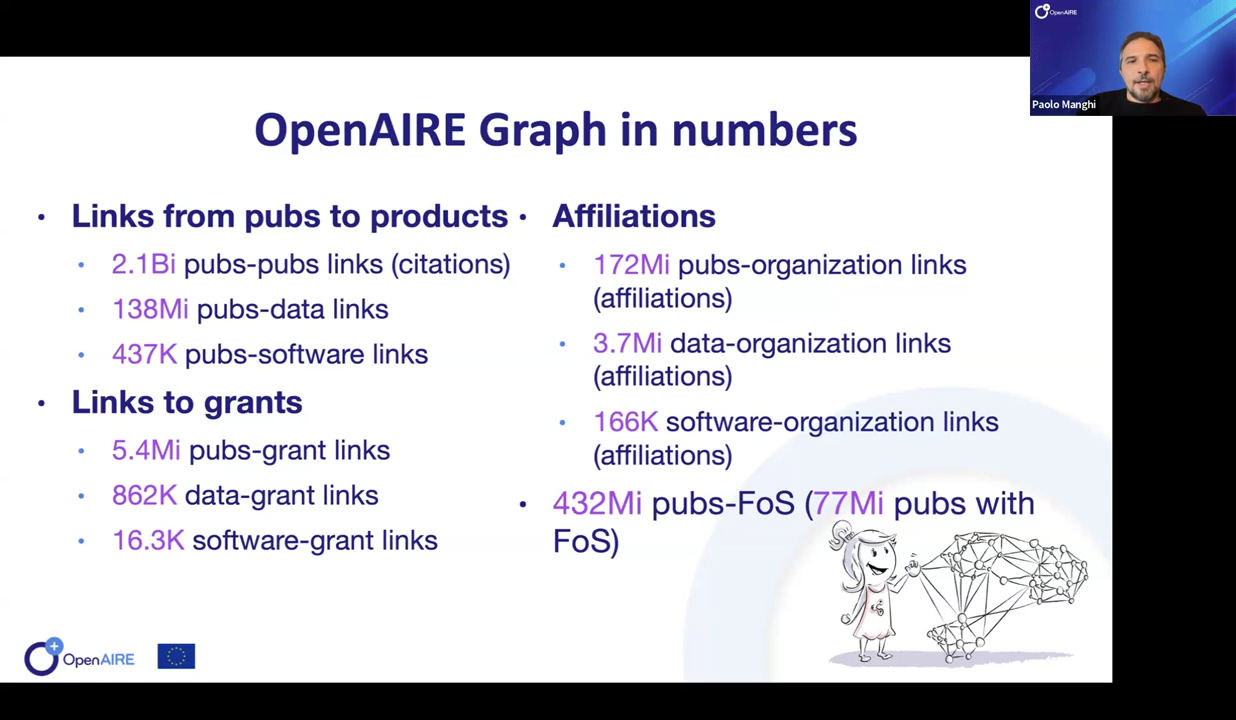 OpenAIRE
Paolo Manghi
OpenAIRE Graph in numbers
• Links from pubs to products
• 2.1Bi pubs-pubs links (citations)
• 138Mi pubs-data links
• 437K pubs-software links
• Links to grants
• 5.4Mi pubs-grant links
• 862K data-grant links
• 16.3K software-grant links
• Affiliations
• 172Mi pubs-organization links
(affiliations)
• 3.7Mi data-organization links
(affiliations)
• 166K software-organization links
(affiliations)
• 432Mi pubs-FoS (77Mi pubs with
FoS)
OpenAIRE